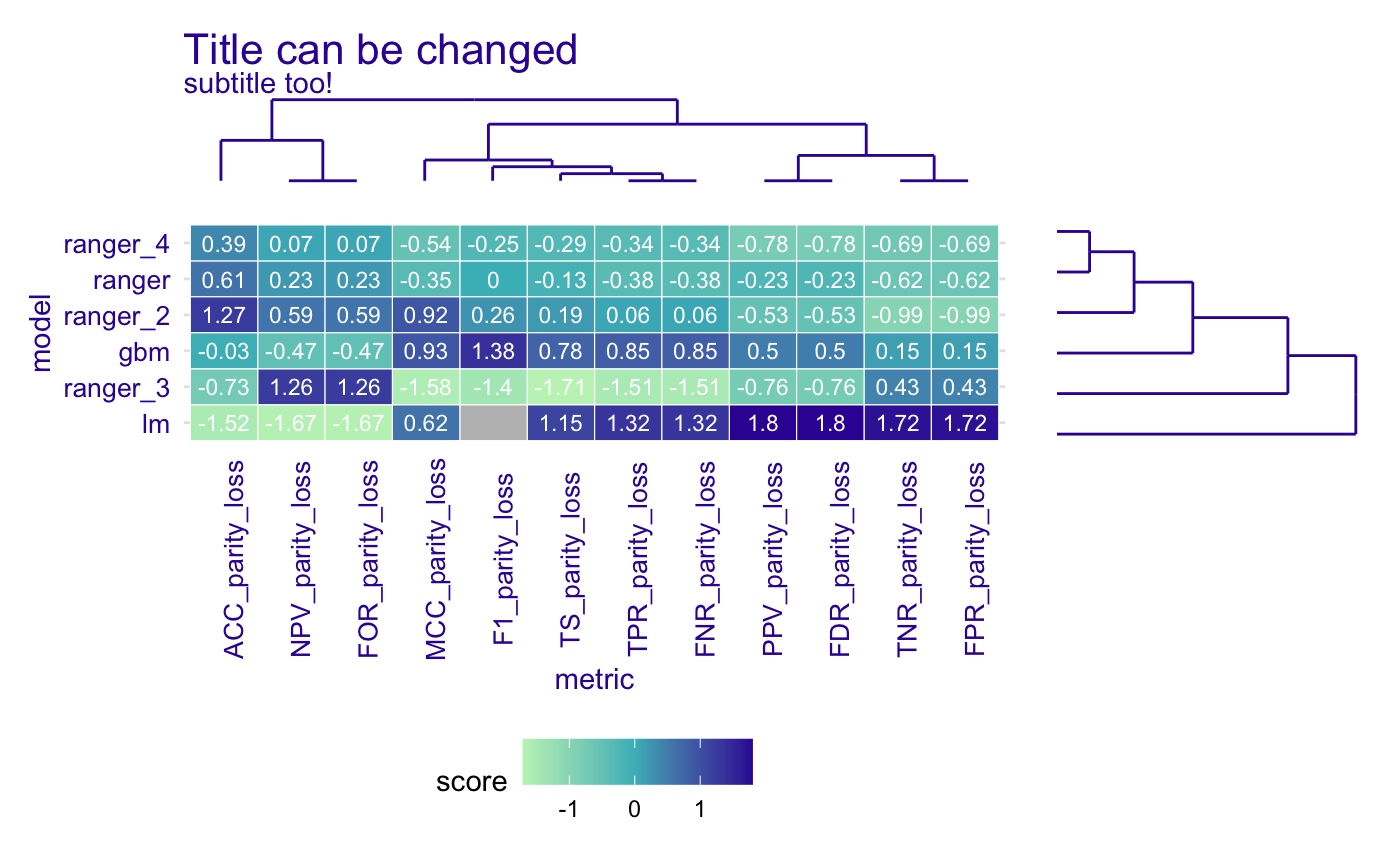 Title can be changed
subtitle too!
model
ranger_4 0.39 0.07 0.07 -0.54 -0.25 -0.29 -0.34 -0.34 -0.78 -0.78 -0.69 -0.69
ranger 0.61 0.23 0.23 -0.35 0 -0.13 -0.38 -0.38 -0.23 -0.23 -0.62 -0.62
ranger_2 1.27 0.59 0.59 0.92 0.26 0.19 0.06 0.06 -0.53 -0.53 -0.99 -0.99
gbm -0.03 -0.47 -0.47 0.93 1.38 0.78 0.85 0.85 0.5 0.5 0.15 0.15
ranger_3 -0.73 1.26 1.26 -1.58 -1.4 -1.71 -1.51 -1.51 -0.76 -0.76 0.43 0.43
lm -1.52 -1.67 -1.67 0.62 1.15 1.32 1.32 1.8 1.8 1.72 1.72
ACC_parity_loss
NPV_parity_loss
FOR_parity_loss
MCC_parity_loss
F1_parity_loss
TS_parity_loss
TPR_parity_loss
FNR_parity_loss
PPV_parity_loss
FDR_parity_loss
TNR_parity_loss
FPR_parity_loss
metric
score
-1 0 1